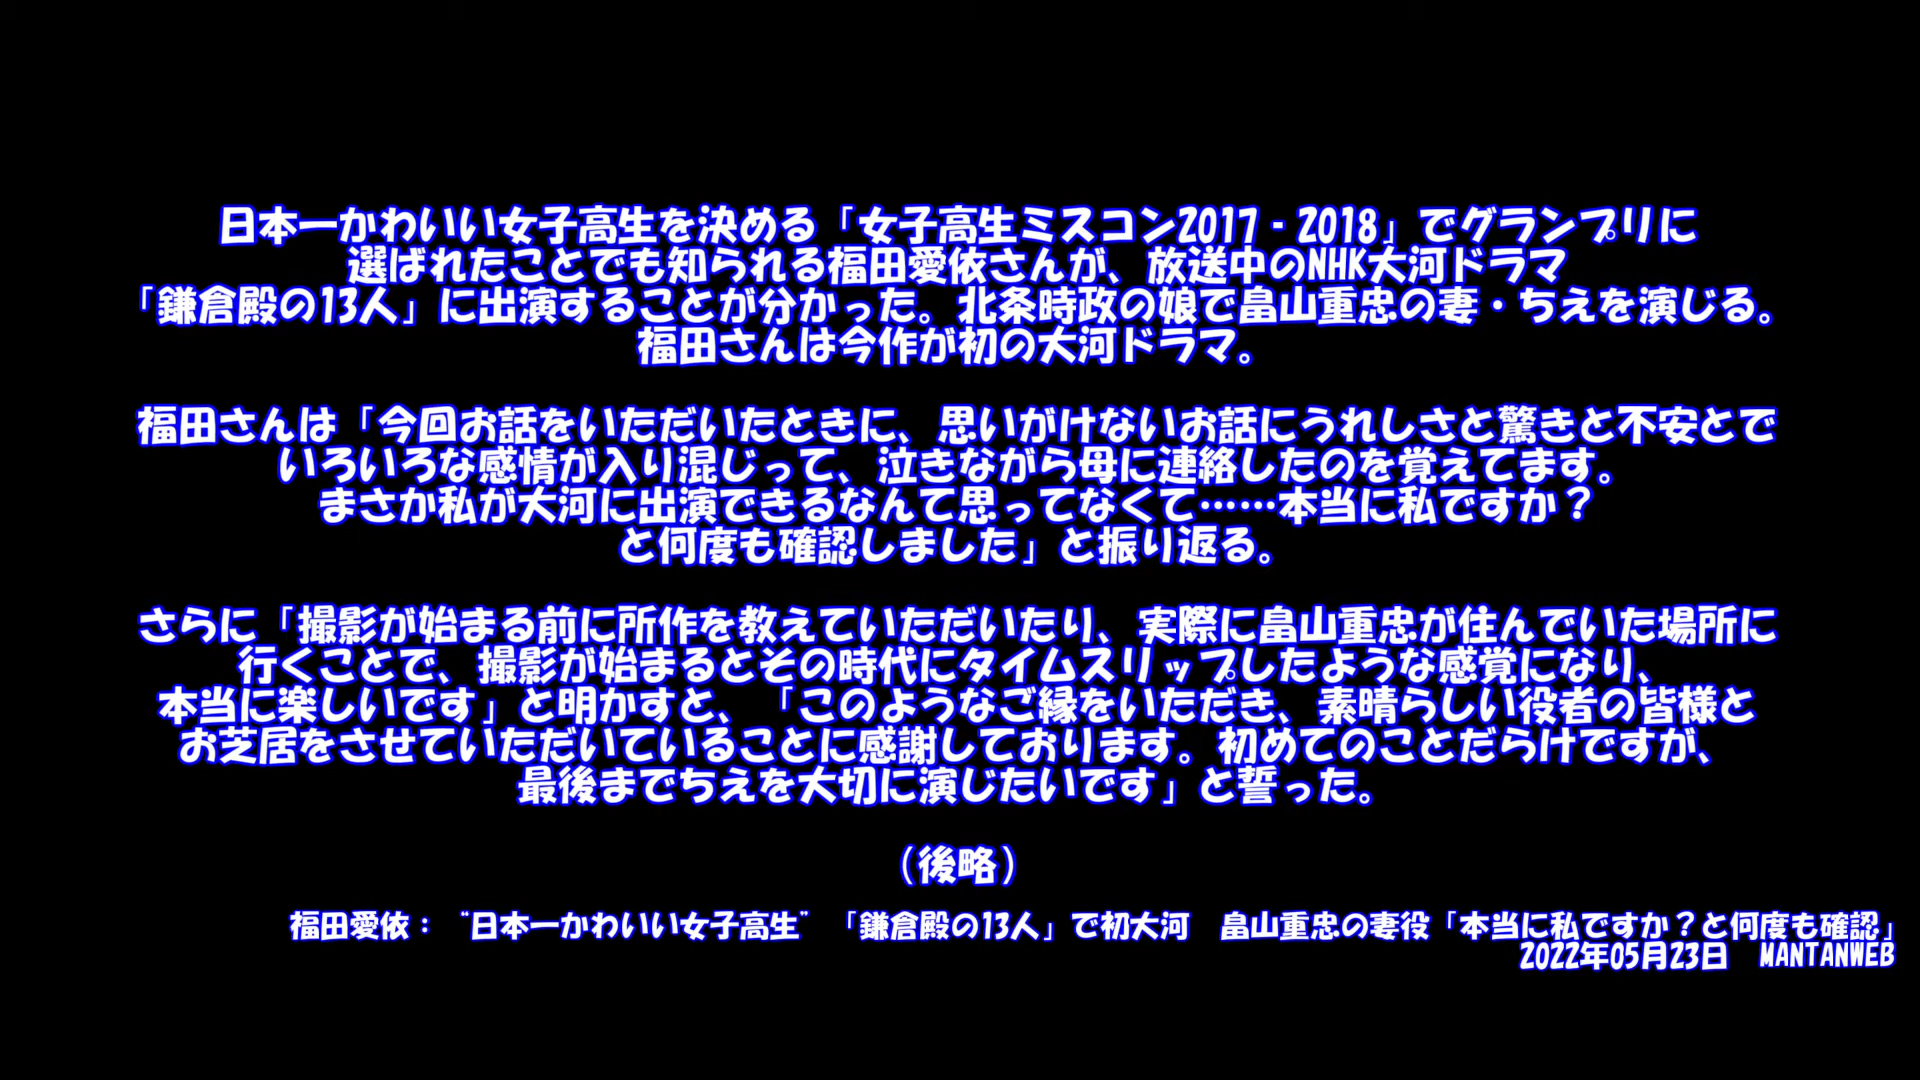 日本一かわいい女子高生を決める「女子高生ミスコン2017‐2018」でグランプリに
選ばれたことでも知られる福田愛依さんが、放送中のNHK大河ドラマ
「鎌倉殿の13人」に出演することが分かった。北条時政の娘で畠山重忠の妻・ちえを演じる。
福田さんは今作が初の大河ドラマ。
福田さんは「今回お話をいただいたときに、思いがけないお話にうれしさと驚きと不安とで
いろいろな感情が入り混じって、泣きながら母に連絡したのを覚えてます。
まさか私が大河に出演できるなんて思ってなくて……本当に私ですか？
と何度も確認しました」と振り返る。
さらに「撮影が始まる前に所作を教えていただいたり、実際に畠山重忠が住んでいた場所に
行くことで、撮影が始まるとその時代にタイムスリップしたような感覚になり、
本当に楽しいです」と明かすと、「このようなご縁をいただき、素晴らしい役者の皆様と
お芝居をさせていただいていることに感謝しております。初めてのことだらけですが、
最後までちえを大切に演じたいです」と誓った。
（後略）
福田愛依：“日本一かわいい女子高生”「鎌倉殿の13人」で初大河　畠山重忠の妻役「本当に私ですか？と何度も確認」
2022年05月23日　MANTANWEB